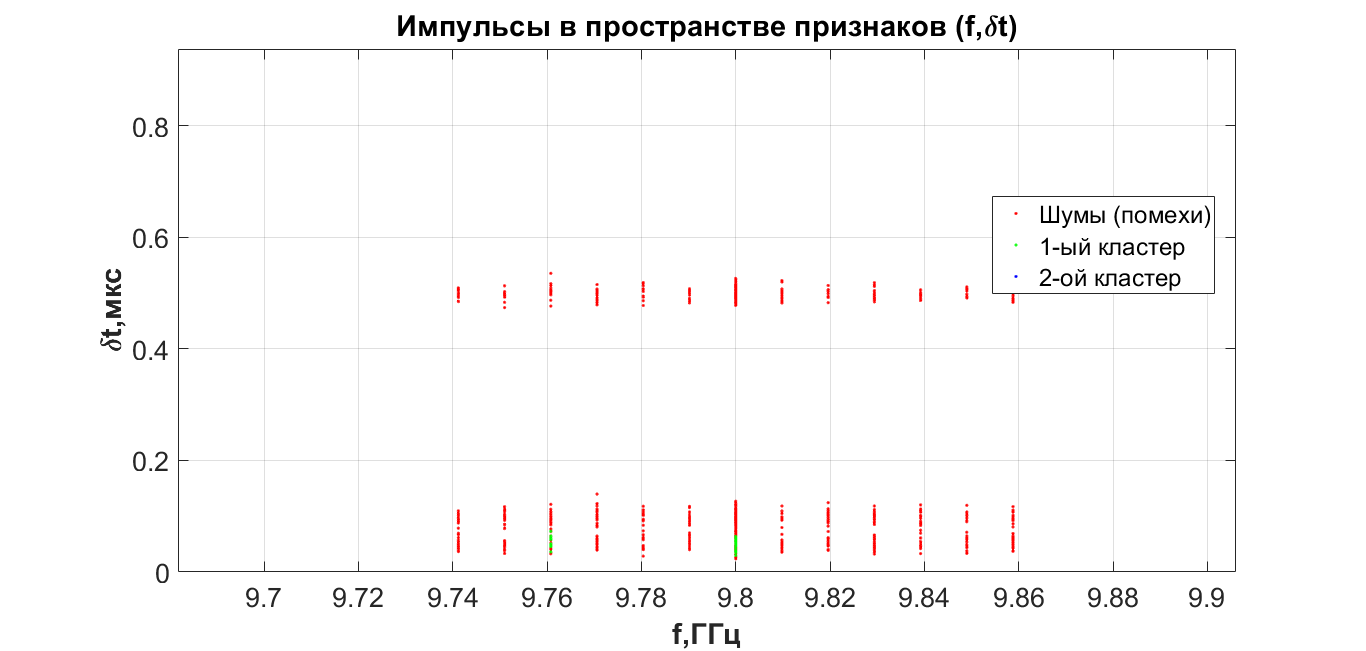 Импульсы в пространстве признаков (f,δt)
0.8
0.6
0.4
0.2
0
δt,мкс
Шумы (помехи)
1-ый кластер
2-ой кластер
9.7 9.72 9.74 9.76 9.78 9.8 9.82 9.84 9.86 9.88 9.9
f,ГГц